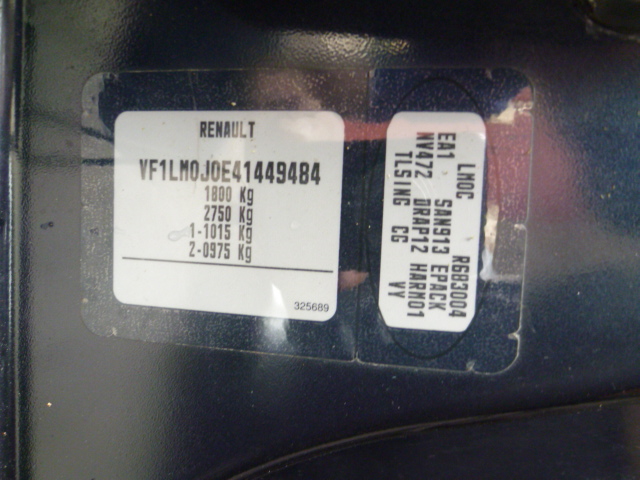 RENAULT
VF1LM0J0E41449484
1800 Kg
2750 Kg
1-1015 Kg
2-0975 Kg
325689
LM0C R683004
EA1 SAN913 EPACK
NV472 DRAP12 HARM01
TLSING CG VY